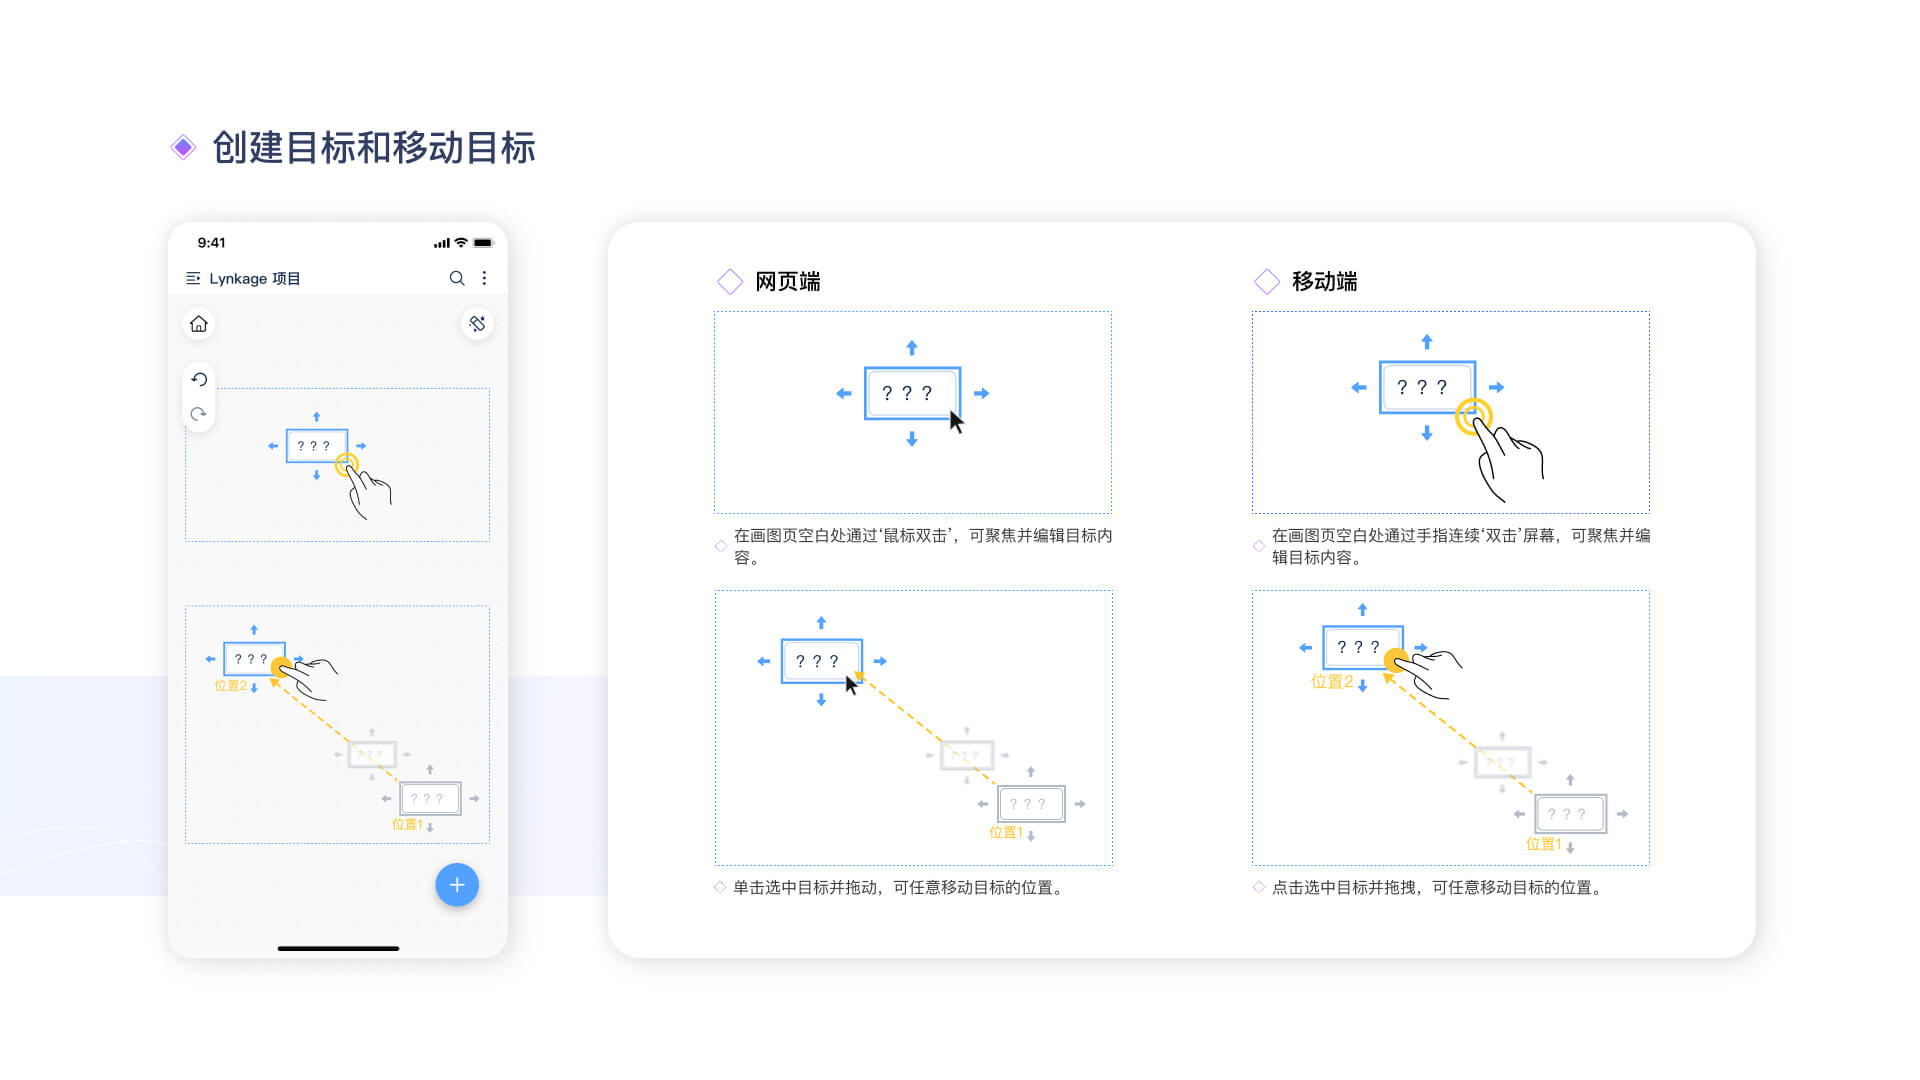 创建目标和移动目标
9:41
Lynkage 项目
? ? ?
? ? ?
位置2
? ? ?
? ? ?
位置1
网页端
? ? ?
在画图页空白处通过‘鼠标双击’，可聚焦并编辑目标内
容。
? ? ?
? ? ?
? ? ?
位置1
单击选中目标并拖动，可任意移动目标的位置。
移动端
? ? ?
在画图页空白处通过手指连续‘双击’屏幕，可聚焦并编
辑目标内容。
? ? ?
位置2
? ? ?
? ? ?
位置1
点击选中目标并拖拽，可任意移动目标的位置。